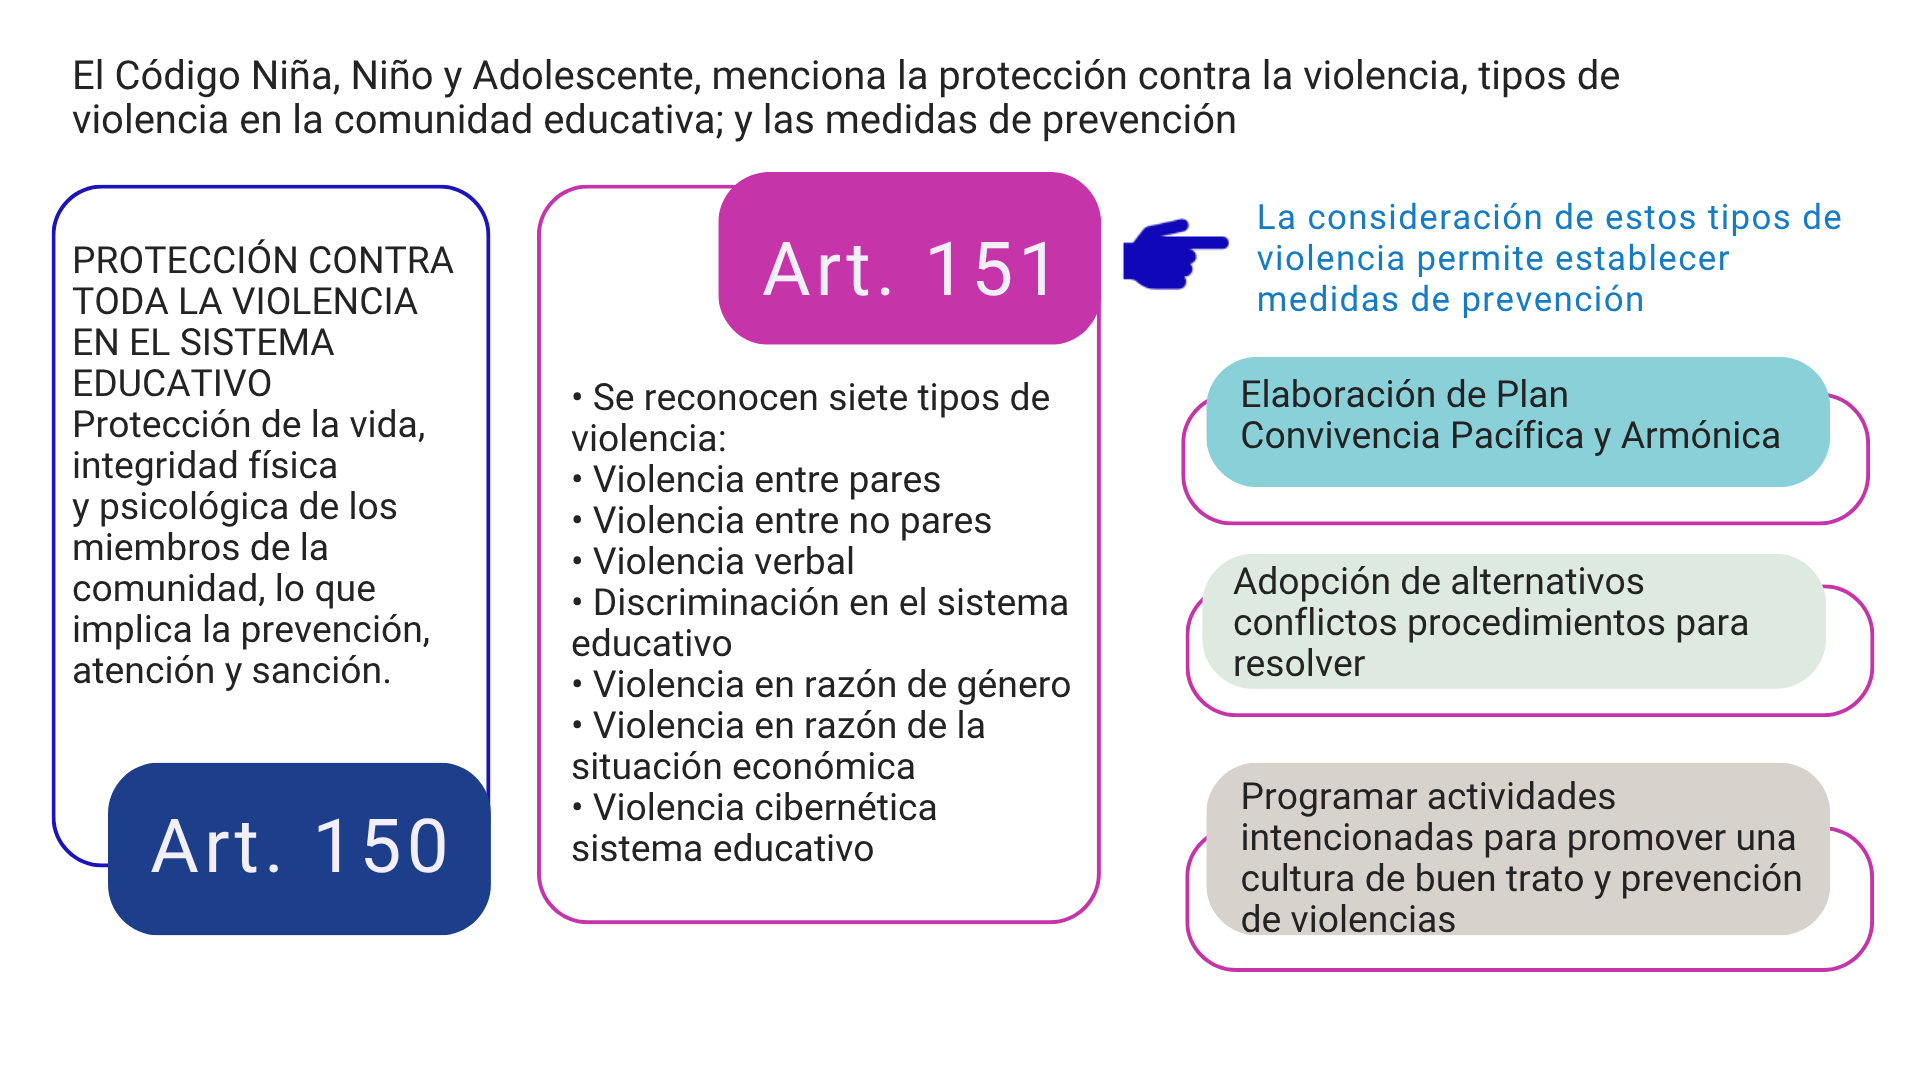 El Código Niña, Niño y Adolescente, menciona la protección contra la violencia, tipos de
violencia en la comunidad educativa; y las medidas de prevención
PROTECCIÓN CONTRA
TODA LA VIOLENCIA
EN EL SISTEMA
EDUCATIVO
Protección de la vida,
integridad física
y psicológica de los
miembros de la
comunidad, lo que
implica la prevención,
atención y sanción.
Art. 150
Art. 151
• Se reconocen siete tipos de
violencia:
• Violencia entre pares
• Violencia entre no pares
• Violencia verbal
• Discriminación en el sistema
educativo
• Violencia en razón de género
• Violencia en razón de la
situación económica
• Violencia cibernética
sistema educativo
La consideración de estos tipos de
violencia permite establecer
medidas de prevención
Elaboración de Plan
Convivencia Pacífica y Armónica
Adopción de alternativos
conflictos procedimientos para
resolver
Programar actividades
intencionadas para promover una
cultura de buen trato y prevención
de violencias